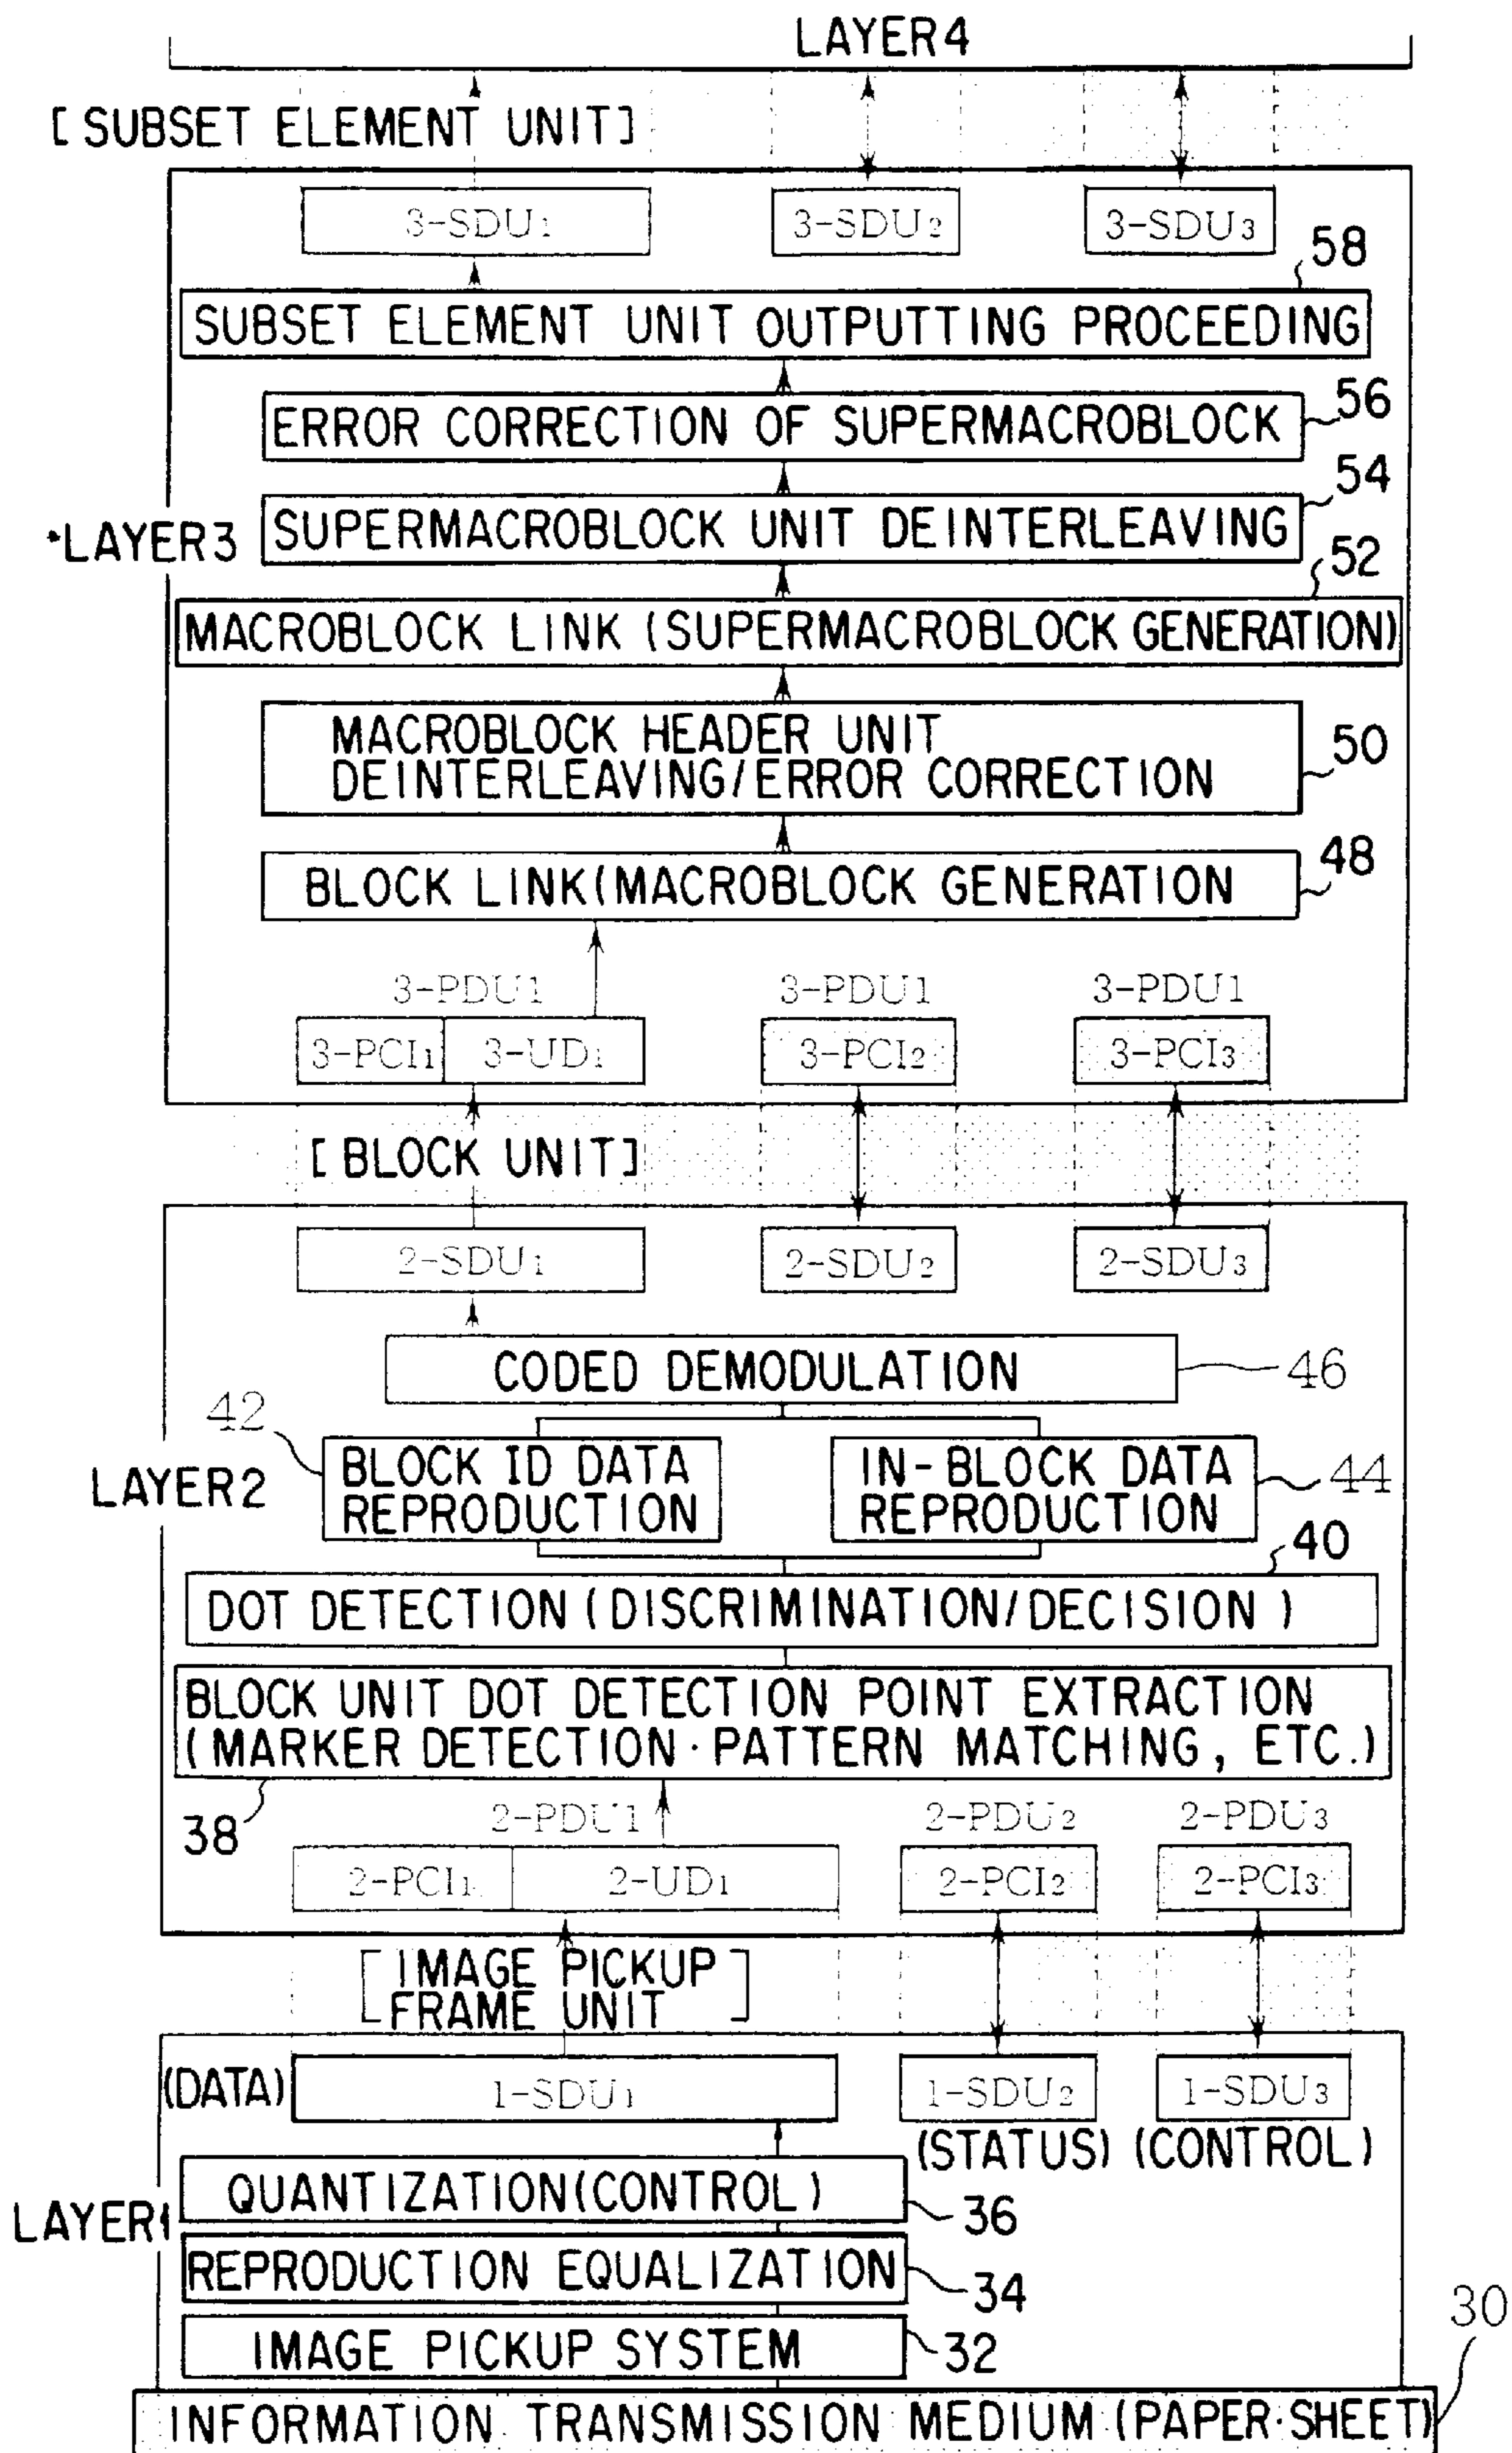 LAYER4
[SUBSET ELEMENT UNIT]
3-SDU1 3-SDU2 3-SDU3
58
SUBSET ELEMENT UNIT OUTPUTTING PROCEEDING
ERROR CORRECTION OF SUPERMACROBLOCK 56
54
LAYER3 SUPERMACROBLOCK UNIT DEINTERLEAVING
52
MACROBLOCK LINK (SUPERMACROBLOCK GENERATION)
MACROBLOCK HEADER UNIT
DEINTERLEAVING/ERROR CORRECTION 50
BLOCK LINK(MACROBLOCK GENERATION 48
3-PDU1 3-PDU1 3-PDU1
3-PCI1 3-UD1 3-PCI2 3-PCI3
[BLOCK UNIT]
2-SDU1 2-SDU2 2-SDU3
CODED DEMODULATION 46
42
LAYER2
BLOCK ID DATA
REPRODUCTION
IN-BLOCK DATA
REPRODUCTION
44
40
DOT DETECTION (DISCRIMINATION/DECISION )
BLOCK UNIT DOT DETECTION POINT EXTRACTION
(MARKER DETECTION·PATTERN MATCHING, ETC.)
38
2-PDU1 2-PDU2 2-PDU3
2-PCI1 2-UD1 2-PCI2 2-PCI3
[IMAGE PICKUP
FRAME UNIT]
(DATA) 1-SDU1 1-SDU2 1-SDU3
(STATUS) (CONTROL)
LAYER1
QUANTIZATION(CONTROL) 36
REPRODUCTION EQUALIZATION 34
IMAGE PICKUP SYSTEM 32
30
INFORMATION TRANSMISSION MEDIUM (PAPER·SHEET)